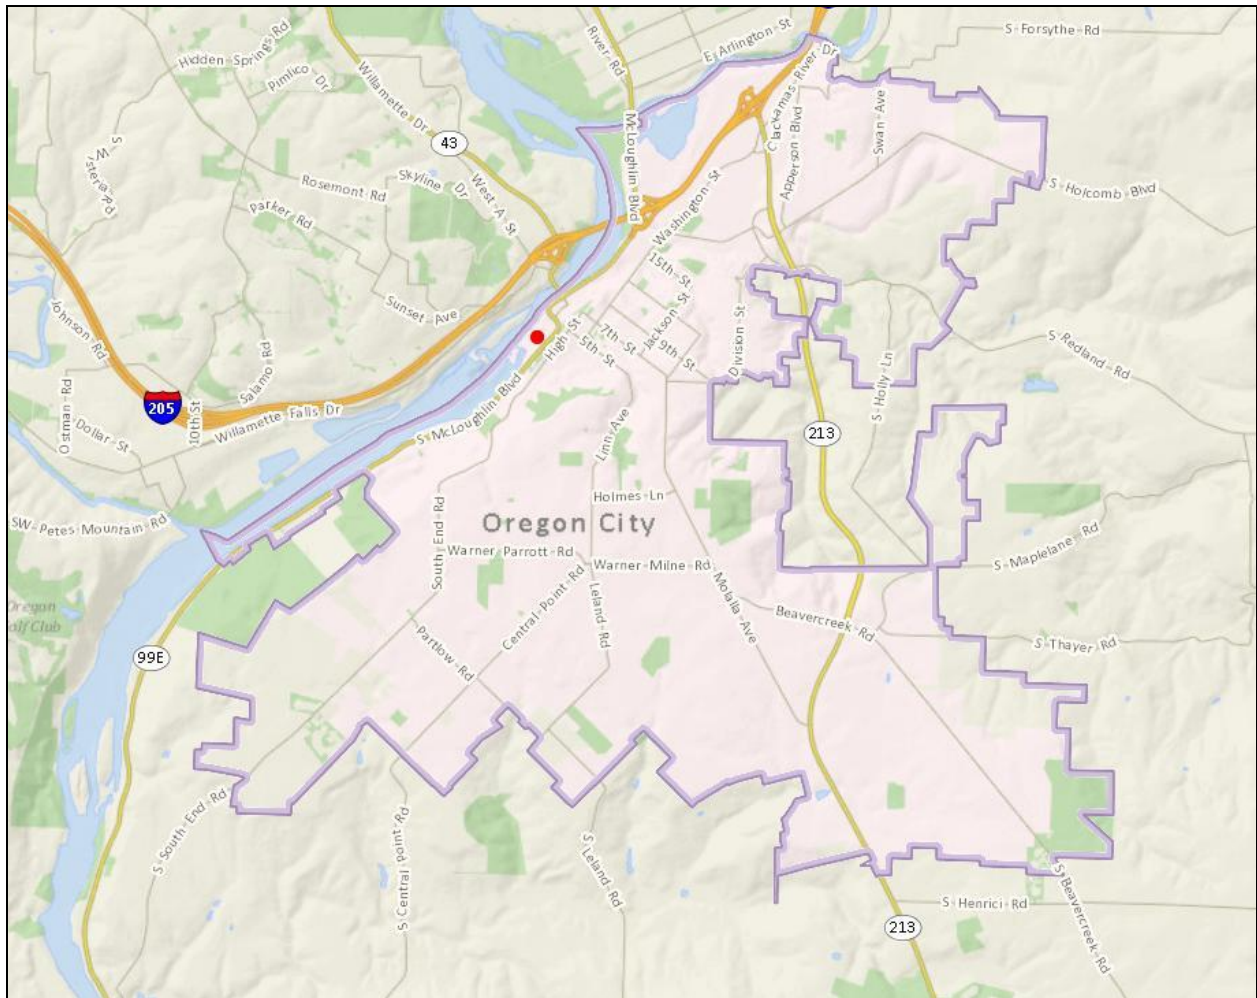 S Forsythe Rd
E Arlington St
River Rd
Hidden Springs Rd
Pimlico Dr
Willamette Dr
Clackamas River Dr
McLoughlin Blvd
Swan Ave
Apperson Blvd
43
S Wisteria Rd
Skyline Dr
West A St
Rosemont Rd
Parker Rd
S Holcomb Blvd
Washington St
15th St
Sunset Ave
Johnson Rd
Jackson St
Division St
High St
7th St
5th St
9th St
S Redland Rd
Salamo Rd
S Holly Ln
205
Ostman Rd
10th St
Willamette Falls Dr
Dollar St
S McLoughlin Blvd
Linn Ave
213
Holmes Ln
SW Petes Mountain Rd
Oregon City
South End Rd
Warner Parrott Rd
Warner Milne Rd
S Maplelane Rd
Central Point Rd
Leland Rd
Molalla Ave
Beavercreek Rd
Oregon
olf Club
Partlow Rd
S Thayer Rd
99E
S South End Rd
S Central Point Rd
S Leland Rd
S Henrici Rd
S Beavercreek Rd
213